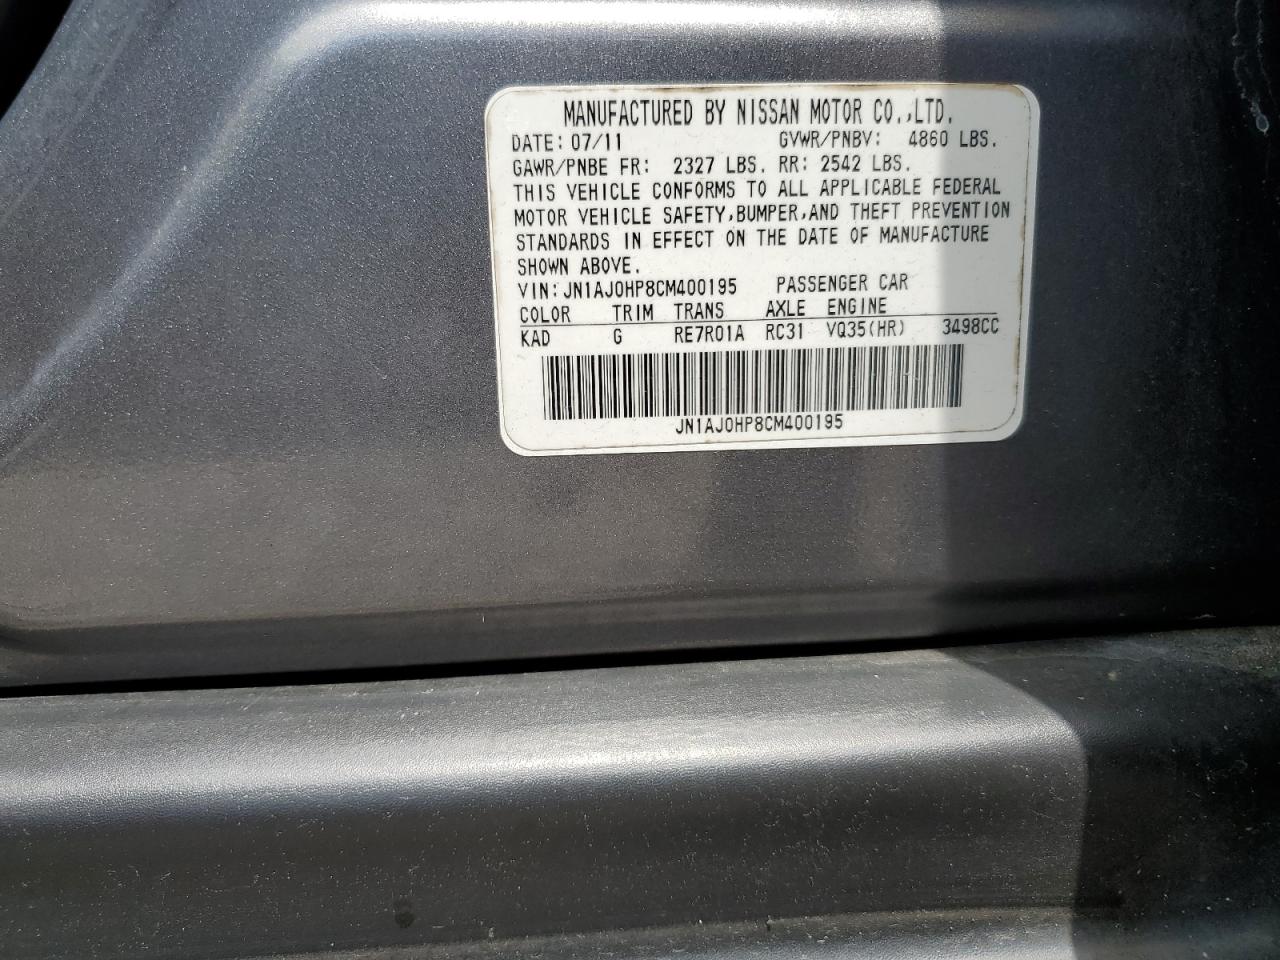 MANUFACTURED BY NISSAN MOTOR CO.,LTD.
DATE: 07/11 GVWR/PNBV: 4860 LBS.
GAWR/PNBE FR: 2327 LBS. RR: 2542 LBS.
THIS VEHICLE CONFORMS TO ALL APPLICABLE FEDERAL
MOTOR VEHICLE SAFETY,BUMPER,AND THEFT PREVENTION
STANDARDS IN EFFECT ON THE DATE OF MANUFACTURE
SHOWN ABOVE.
VIN: JN1AJ0HP8CM400195 PASSENGER CAR
COLOR TRIM TRANS AXLE ENGINE
KAD G RE7R01A RC31 VQ35(HR) 3498CC
JN1AJ0HP8CM400195